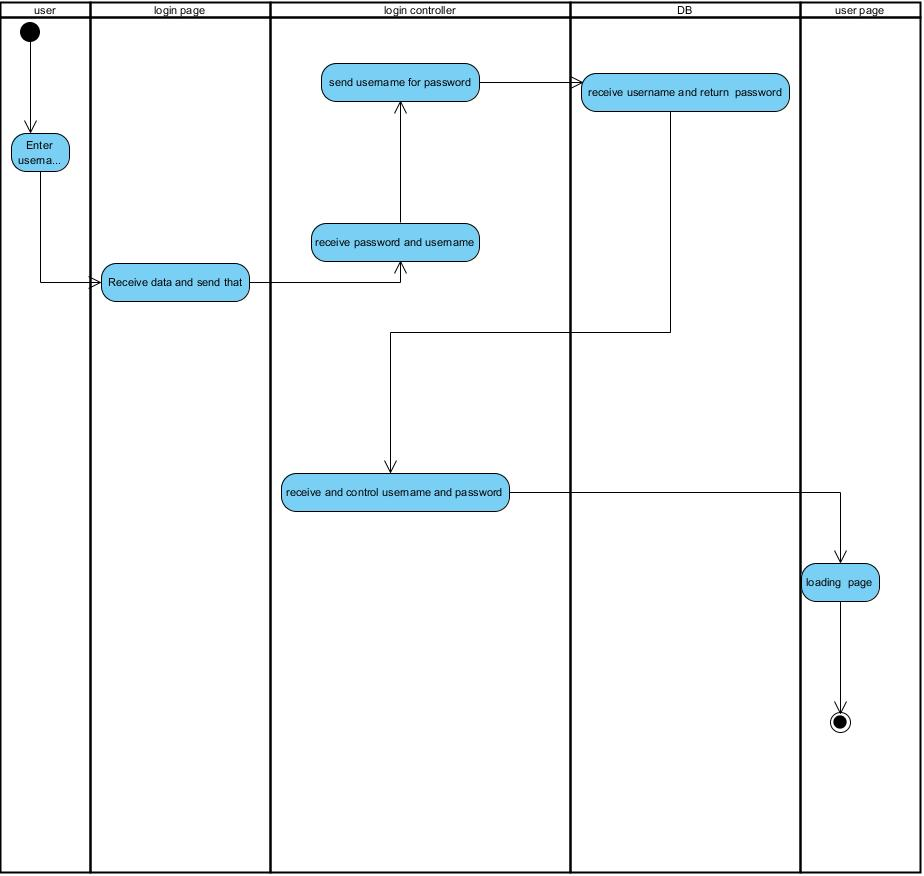 user
login page
login controller
DB
user page
send username for password
receive username and return  password
Enter
userna...
receive password and username
Receive data and send that
receive and control username and password
loading  page